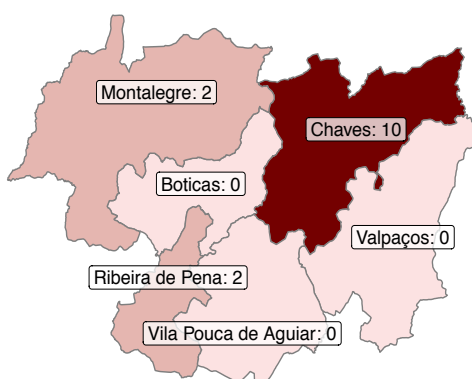 Montalegre: 2
Chaves: 10
Boticas: 0
Valpaços: 0
Ribeira de Pena: 2
Vila Pouca de Aguiar: 0